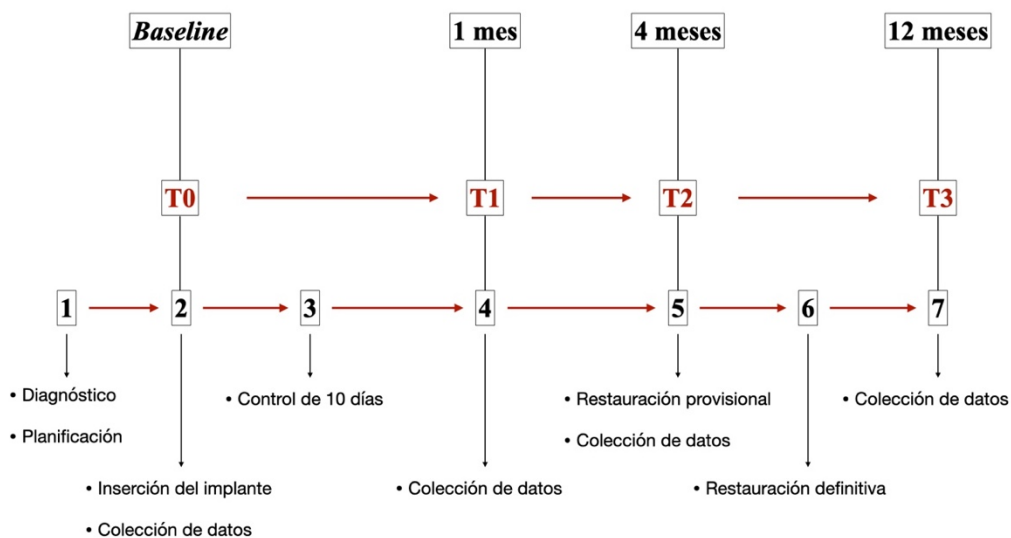 Baseline
1 mes
4 meses
12 meses
T0
T1
T2
T3
1
2
3
4
5
6
7
• Diagnóstico
• Planificación
• Control de 10 días
• Restauración provisional
• Colección de datos
• Colección de datos
• Inserción del implante
• Colección de datos
• Colección de datos
• Restauración definitiva